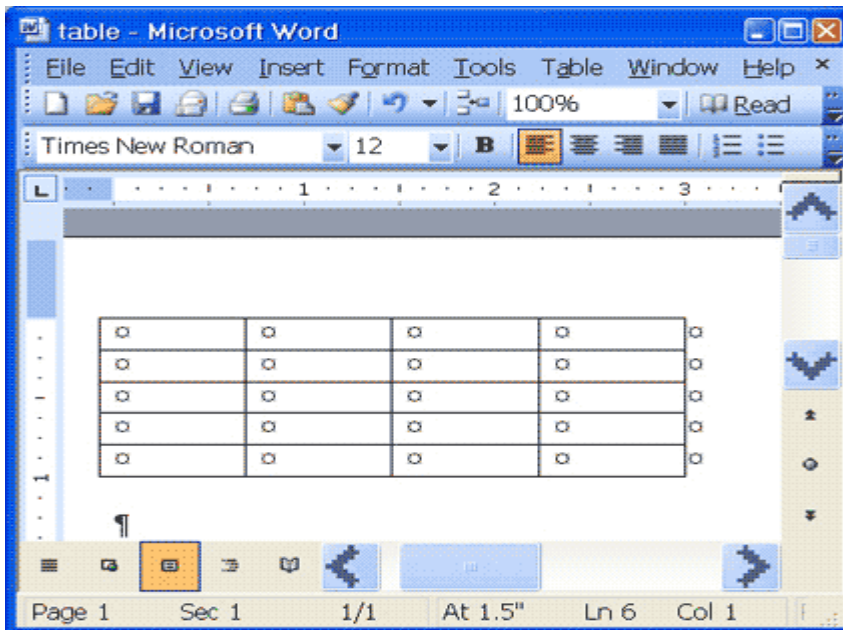 table - Microsoft Word
File Edit View Insert Format Tools Table Window Help ×
100% Read
Times New Roman 12 B
L 1 2 3
¤ ¤ ¤ ¤ ¤
¤ ¤ ¤ ¤ ¤
¤ ¤ ¤ ¤ ¤
¤ ¤ ¤ ¤ ¤
¤ ¤ ¤ ¤ ¤
1
¶
Page 1 Sec 1 1/1 At 1.5" Ln 6 Col 1